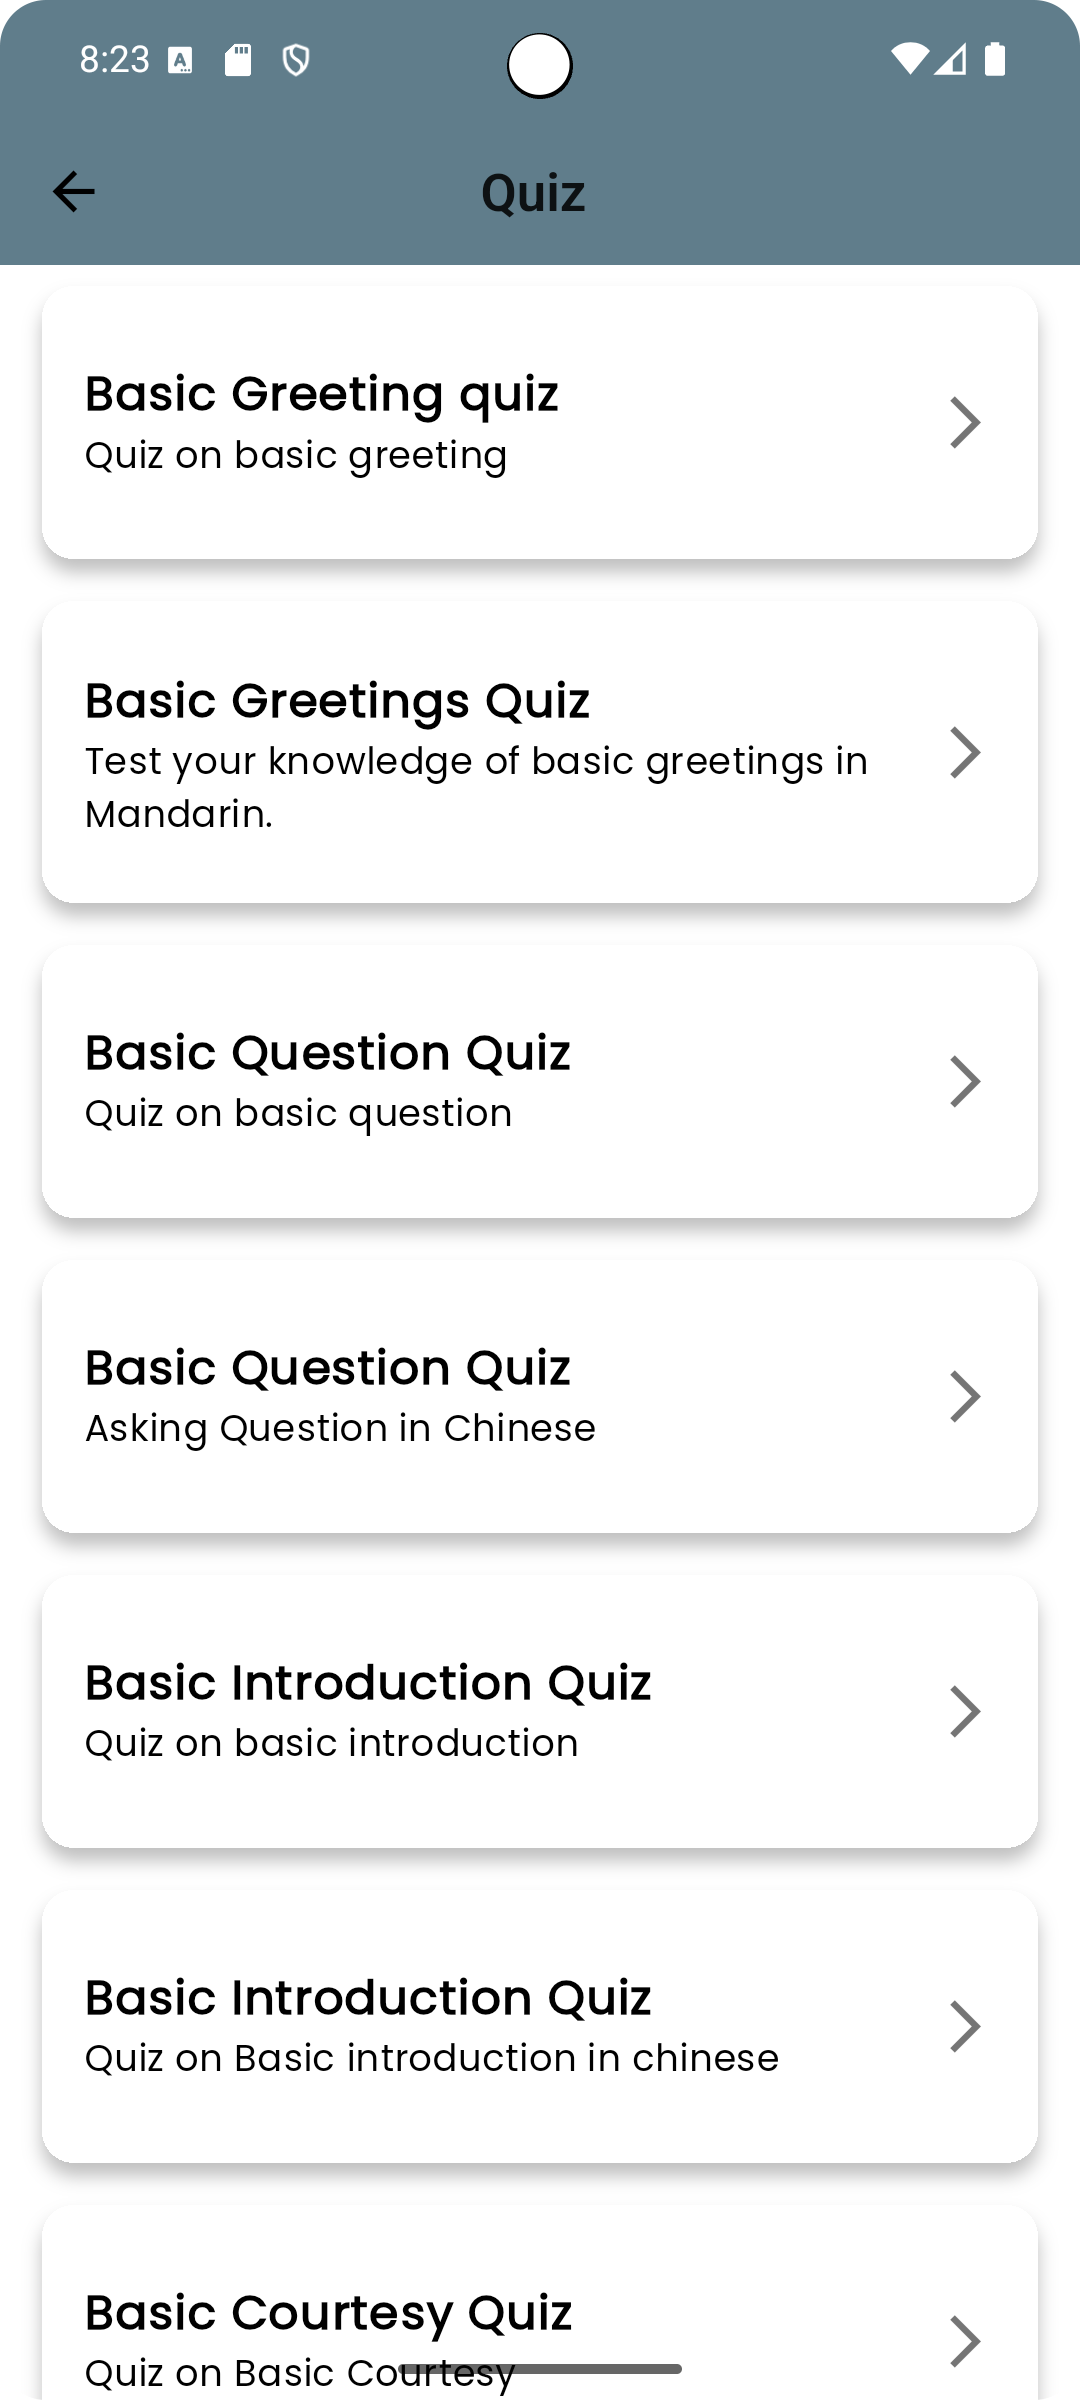 8:23
Quiz
Basic Greeting quiz
Quiz on basic greeting
Basic Greetings Quiz
Test your knowledge of basic greetings in
Mandarin.
Basic Question Quiz
Quiz on basic question
Basic Question Quiz
Asking Question in Chinese
Basic Introduction Quiz
Quiz on basic introduction
Basic Introduction Quiz
Quiz on Basic introduction in chinese
Basic Courtesy Quiz
Quiz on Basic Courtesy